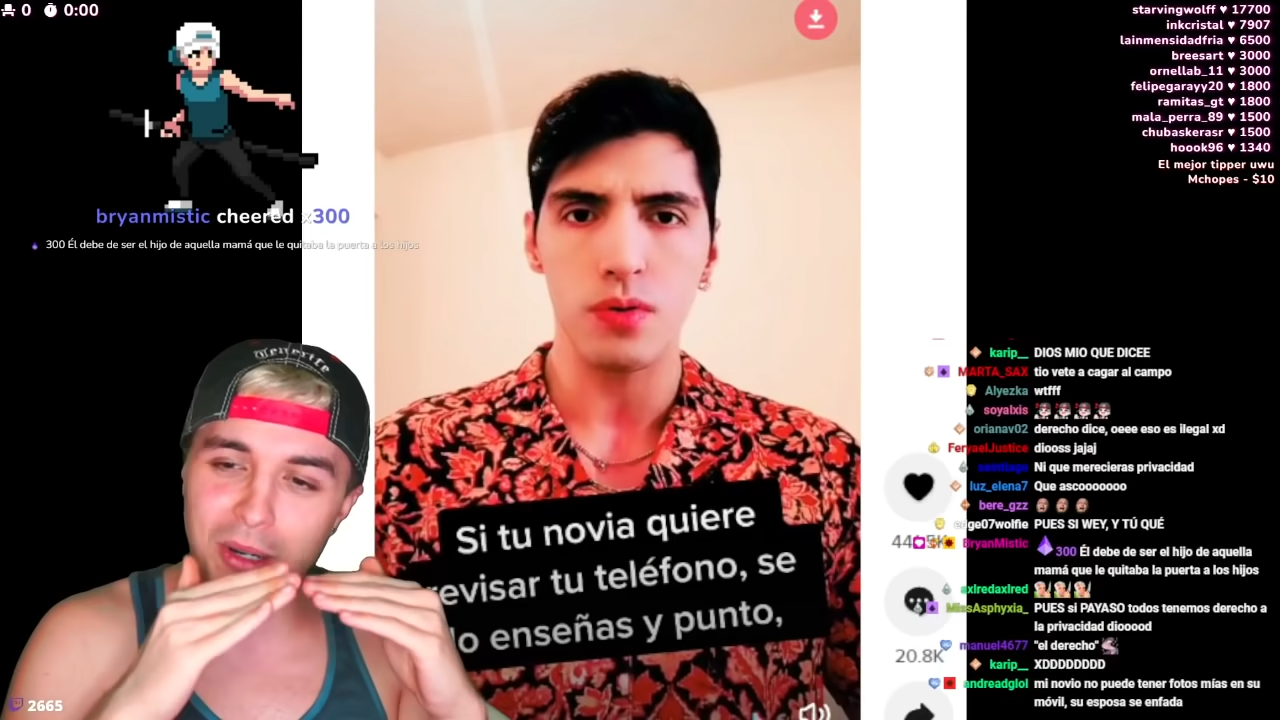 0 0:00
bryanmistic cheered x300
300 Él debe de ser el hijo de aquella mamá que le quitaba la puerta a los hijos
Tenerife
Si tu novia quiere
revisar tu teléfono, se
lo enseñas y punto,
20.8K
2665
starvingwolff ♥ 17700
inkcristal ♥ 7907
lainmensidadfria ♥ 6500
breesart ♥ 3000
ornellab_11 ♥ 3000
felipegarayy20 ♥ 1800
ramitas_gt ♥ 1800
mala_perra_89 ♥ 1500
chubaskerasr ♥ 1500
hoook96 ♥ 1340
El mejor tipper uwu
Mchopes - $10
karip__ DIOS MIO QUE DICEE
MARTA_SAX tio vete a cagar al campo
Alyezka wtfff
soyalxis
orianav02 derecho dice, oeee eso es ilegal xd
FeryaelJustice diooss jajaj
Ni que merecieras privacidad
luz_elena7 Que ascooooooo
bere_gzz
edge07wolfie PUES SI WEY, Y TÚ QUÉ
BryanMistic 300 Él debe de ser el hijo de aquella
mamá que le quitaba la puerta a los hijos
axlredaxlred
MissAsphyxia_ PUES si PAYASO todos tenemos derecho a
la privacidad diooood
manuel4677 "el derecho"
karip__ XDDDDDDDD
andreadglol mi novio no puede tener fotos mías en su
móvil, su esposa se enfada